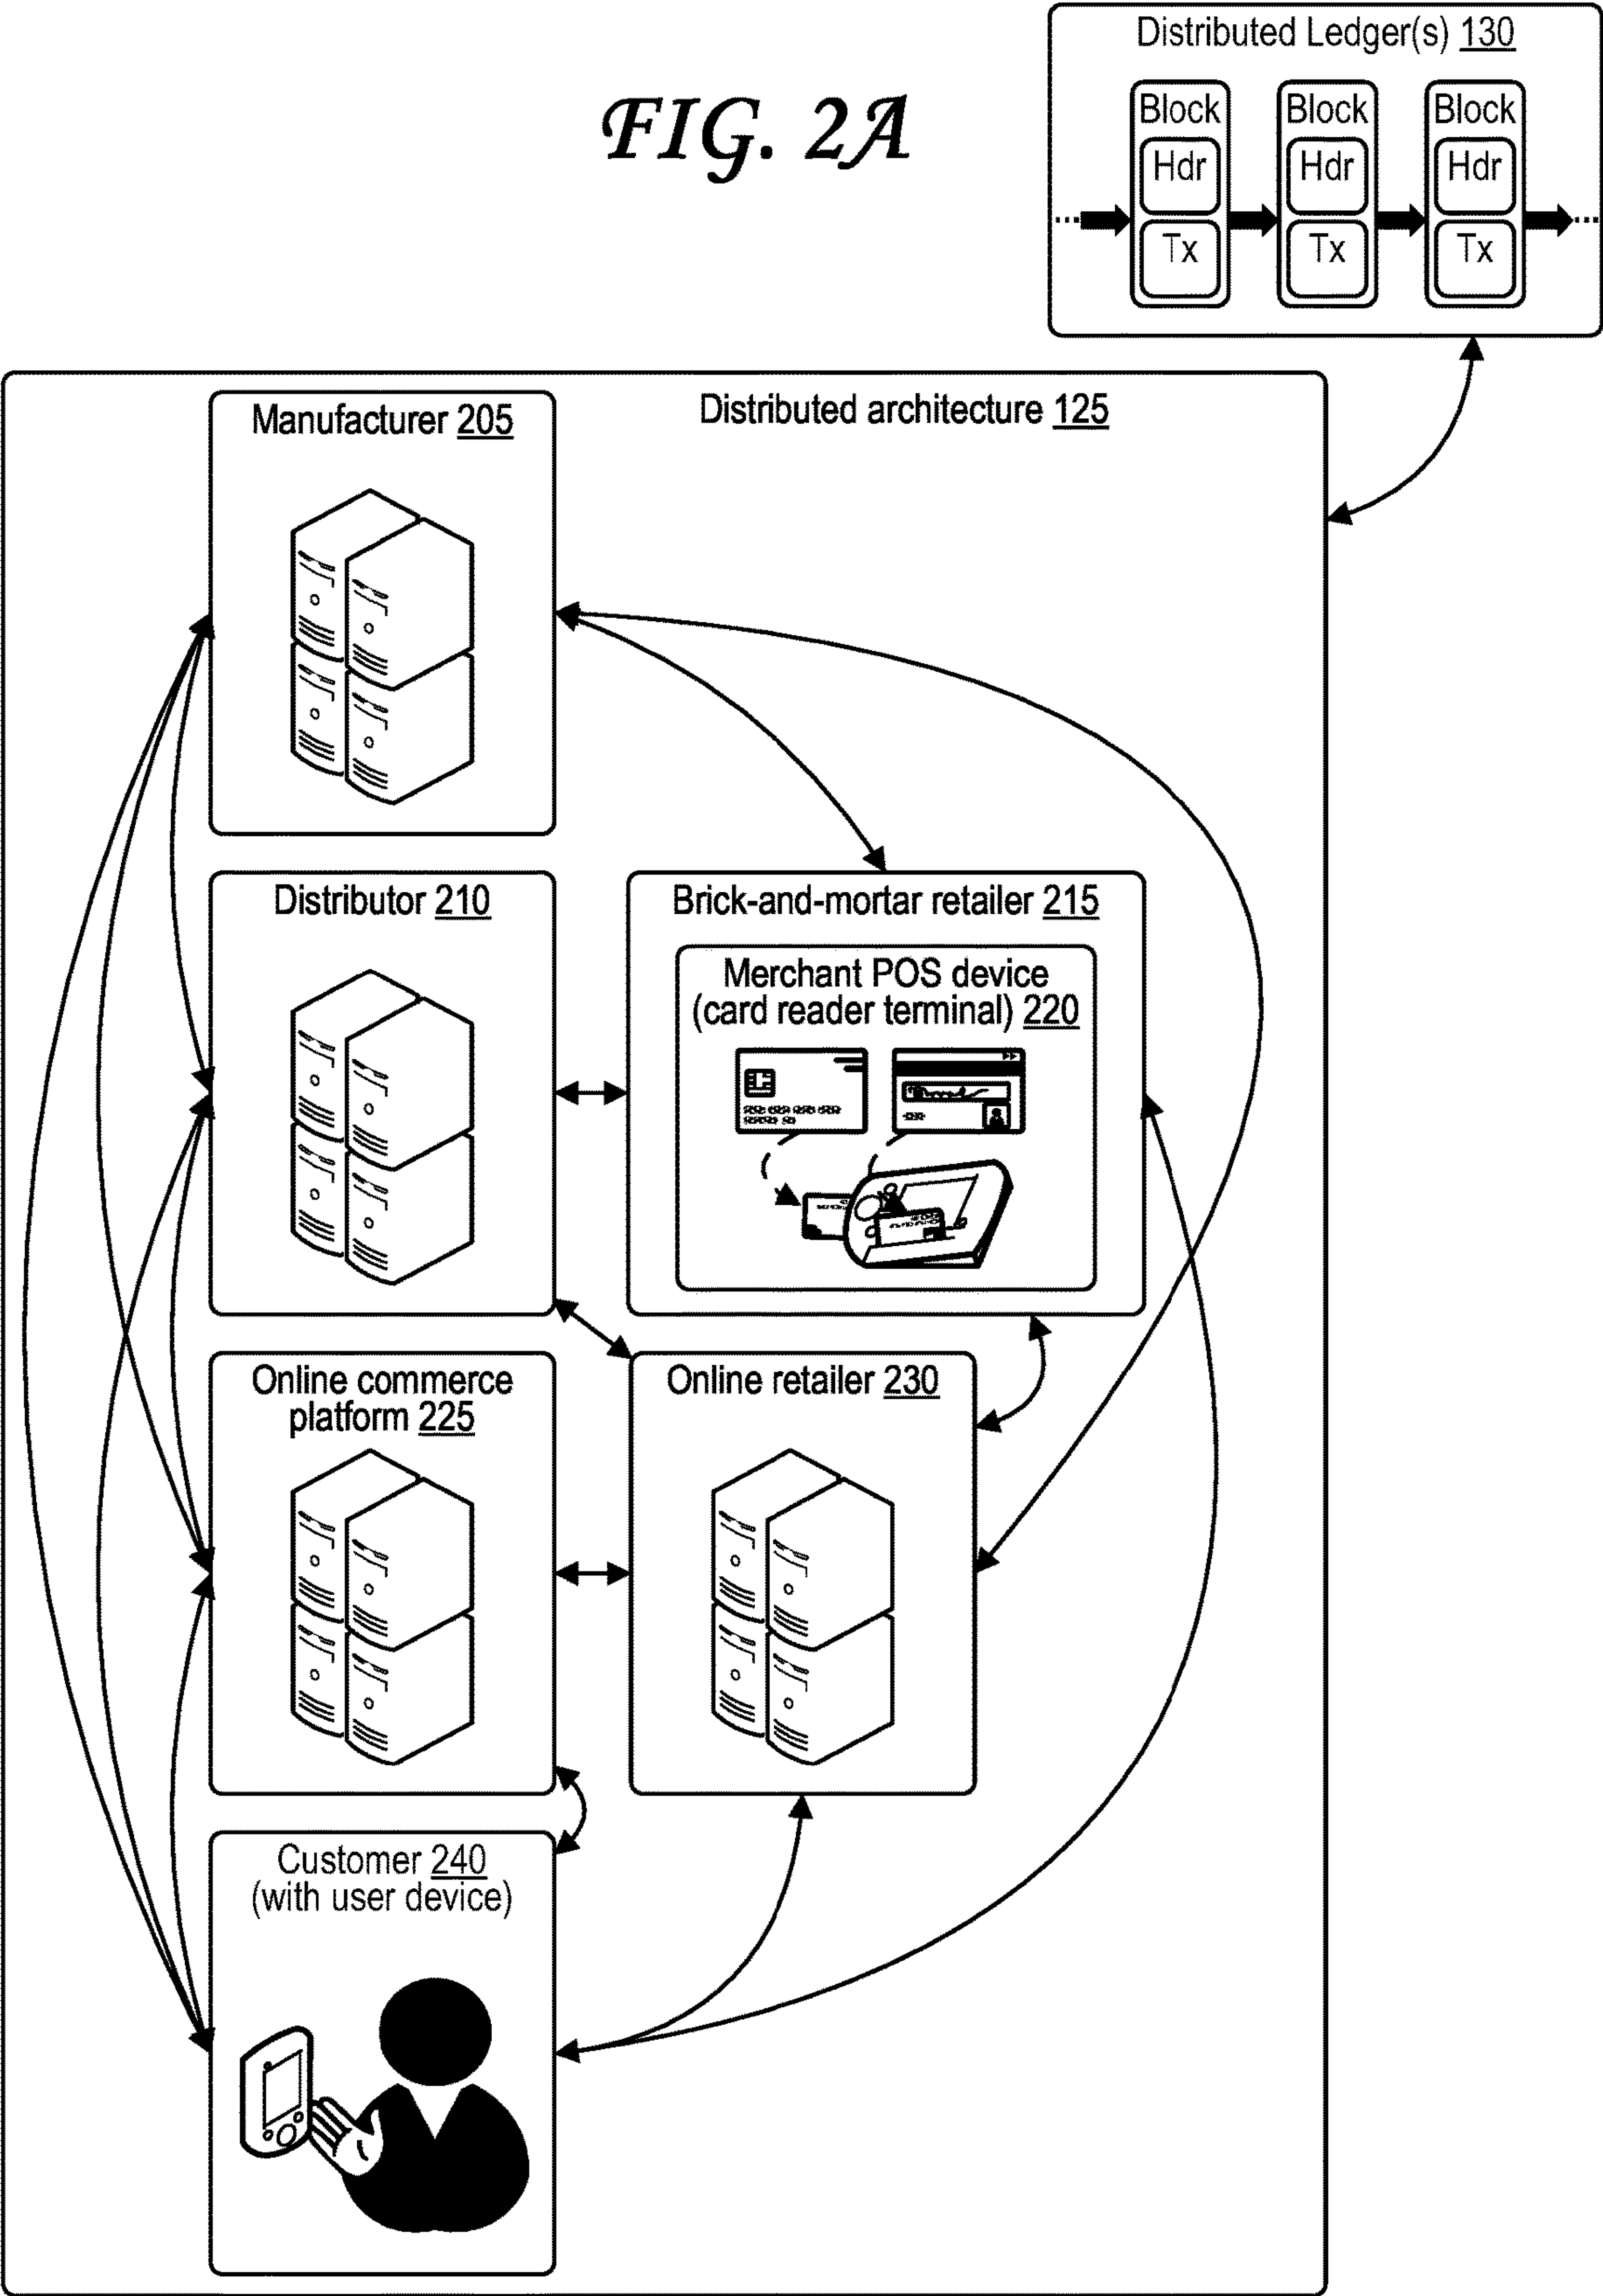 Distributed Ledger(s) 130
FIG. 2A
Block Block Block
Hdr Hdr Hdr
Tx Tx Tx
Manufacturer 205
Distributed architecture 125
Distributor 210
Brick-and-mortar retailer 215
Merchant POS device
(card reader terminal) 220
Online commerce
platform 225
Online retailer 230
Customer 240
(with user device)